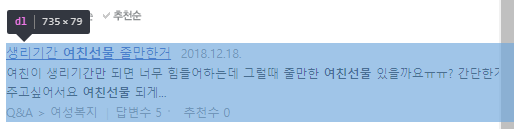 추천순
dl 735 × 79
생리기간 여친선물 줄만한거 2018.12.18.
여친이 생리기간만 되면 너무 힘들어하는데 그럴때 줄만한 여친선물 있을까요ㅠㅠ? 간단한
주고싶어서요 여친선물 되게...
Q&A > 여성복지 답변수 5 · 추천수 0